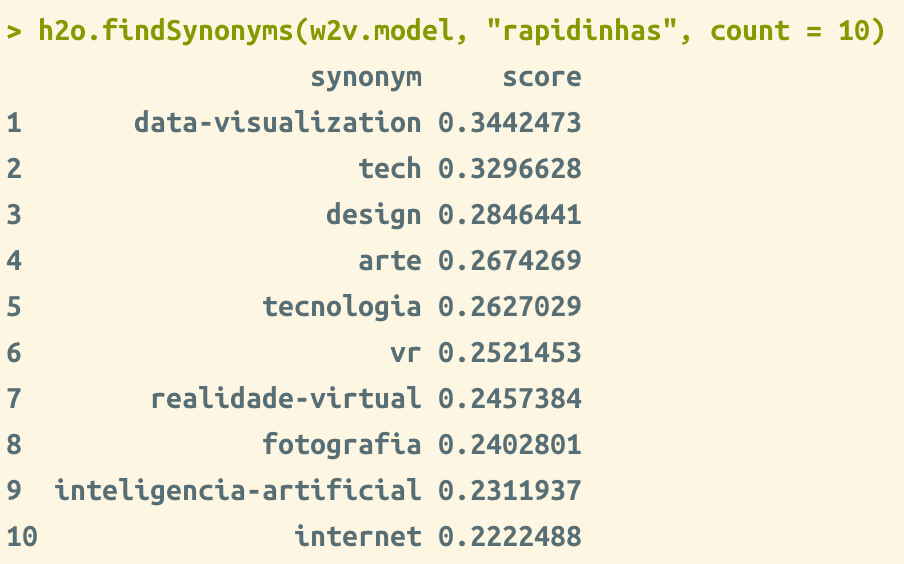 > h2o.findSynonyms(w2v.model, "rapidinhas", count = 10)
synonym score
1 data-visualization 0.3442473
2 tech 0.3296628
3 design 0.2846441
4 arte 0.2674269
5 tecnologia 0.2627029
6 vr 0.2521453
7 realidade-virtual 0.2457384
8 fotografia 0.2402801
9 inteligencia-artificial 0.2311937
10 internet 0.2222488